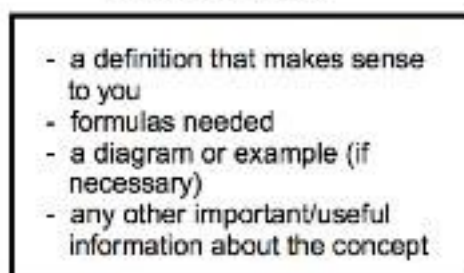 - a definition that makes sense
to you
- formulas needed
- a diagram or example (if
necessary)
- any other important/useful
information about the concept